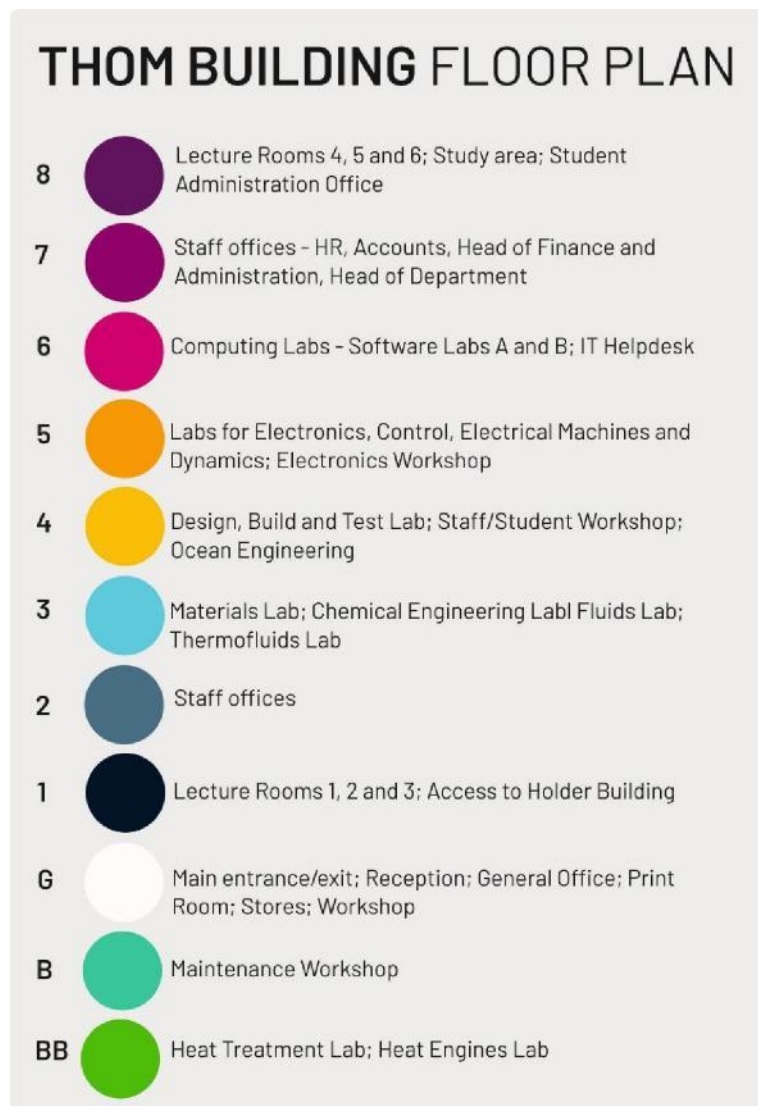 THOM BUILDING FLOOR PLAN
8
Lecture Rooms 4, 5 and 6; Study area; Student
Administration Office
7
Staff offices - HR, Accounts, Head of Finance and
Administration, Head of Department
6
Computing Labs - Software Labs A and B; IT Helpdesk
5
Labs for Electronics, Control, Electrical Machines and
Dynamics; Electronics Workshop
4
Design, Build and Test Lab; Staff/Student Workshop;
Ocean Engineering
3
Materials Lab; Chemical Engineering Labl Fluids Lab;
Thermofluids Lab
2
Staff offices
1
Lecture Rooms 1, 2 and 3; Access to Holder Building
G
Main entrance/exit; Reception; General Office; Print
Room; Stores; Workshop
B
Maintenance Workshop
BB
Heat Treatment Lab; Heat Engines Lab